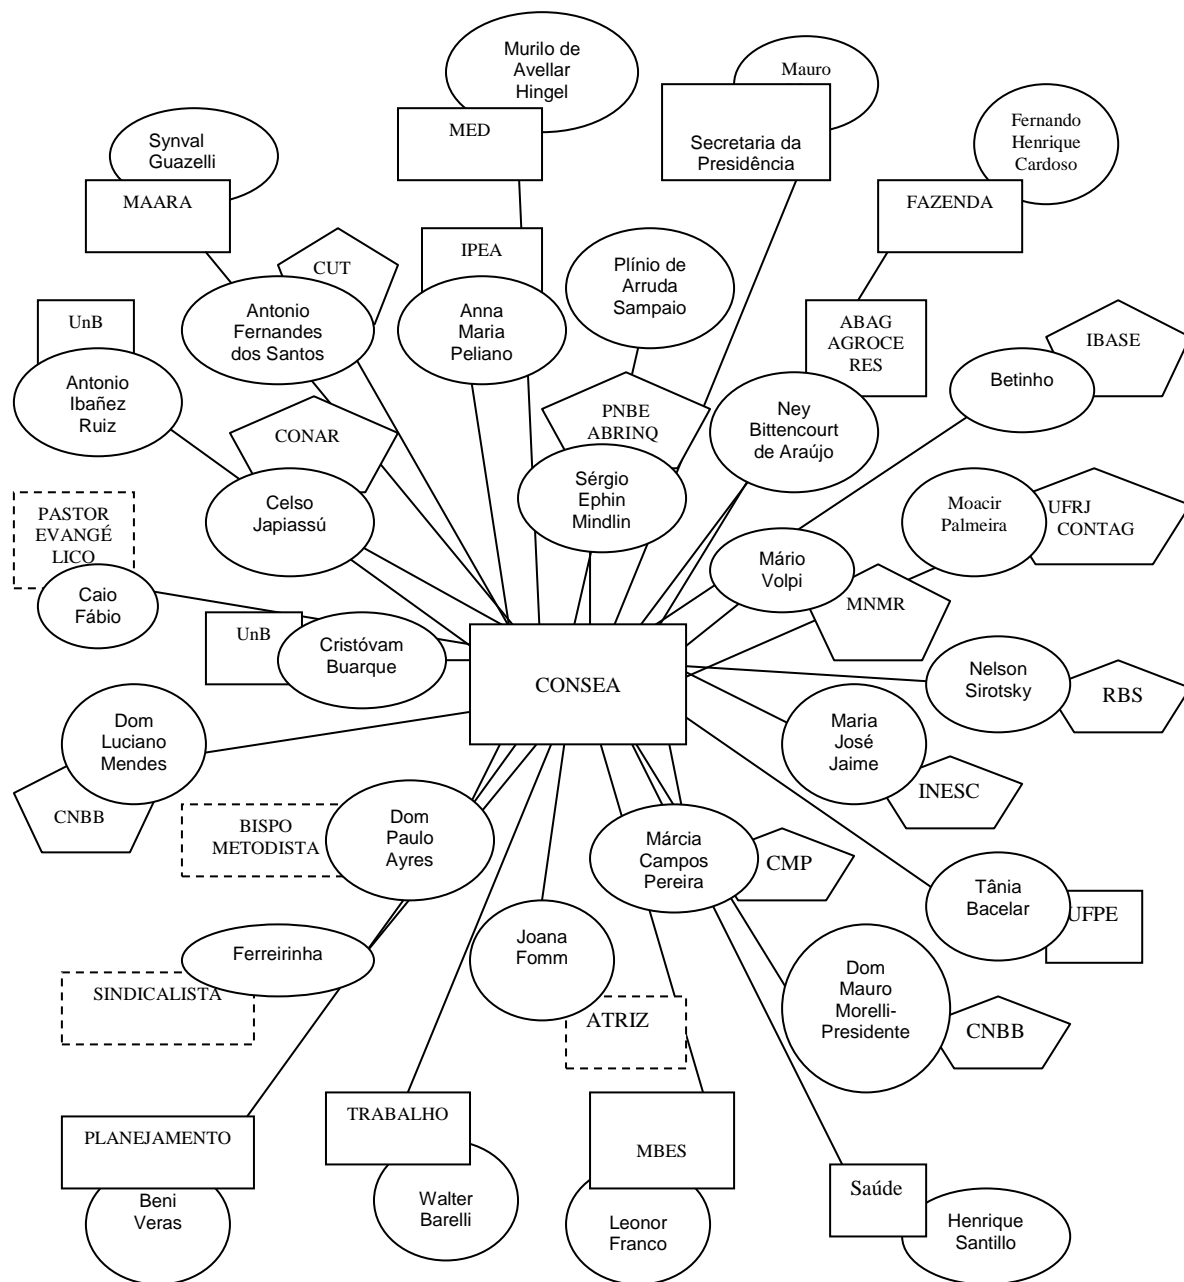 Murilo de
Avellar
Hingel
Mauro
Synval
Guazelli
MED
Secretaria da
Presidência
Fernando
Henrique
Cardoso
MAARA
FAZENDA
CUT
IPEA
Plínio de
Arruda
Sampaio
UnB
Antonio
Fernandes
dos Santos
Anna
Maria
Peliano
ABAG
AGROCE
RES
IBASE
Antonio
Ibañez
Ruiz
Betinho
CONAR
PNBE
ABRINQ
Ney
Bittencourt
de Araújo
Celso
Japiassú
Sérgio
Ephin
Mindlin
Moacir
Palmeira
UFRJ
CONTAG
PASTOR
EVANGÉ
LICO
Mário
Volpi
Caio
Fábio
MNMR
UnB
Cristóvam
Buarque
CONSEA
Nelson
Sirotsky
RBS
Dom
Luciano
Mendes
Maria
José
Jaime
CNBB
INESC
BISPO
METODISTA
Dom
Paulo
Ayres
Márcia
Campos
Pereira
CMP
Tânia
Bacelar
UFPE
Ferreirinha
Joana
Fomm
Dom
Mauro
Morelli-
Presidente
SINDICALISTA
ATRIZ
CNBB
PLANEJAMENTO
TRABALHO
MBES
Saúde
Beni
Veras
Walter
Barelli
Leonor
Franco
Henrique
Santillo